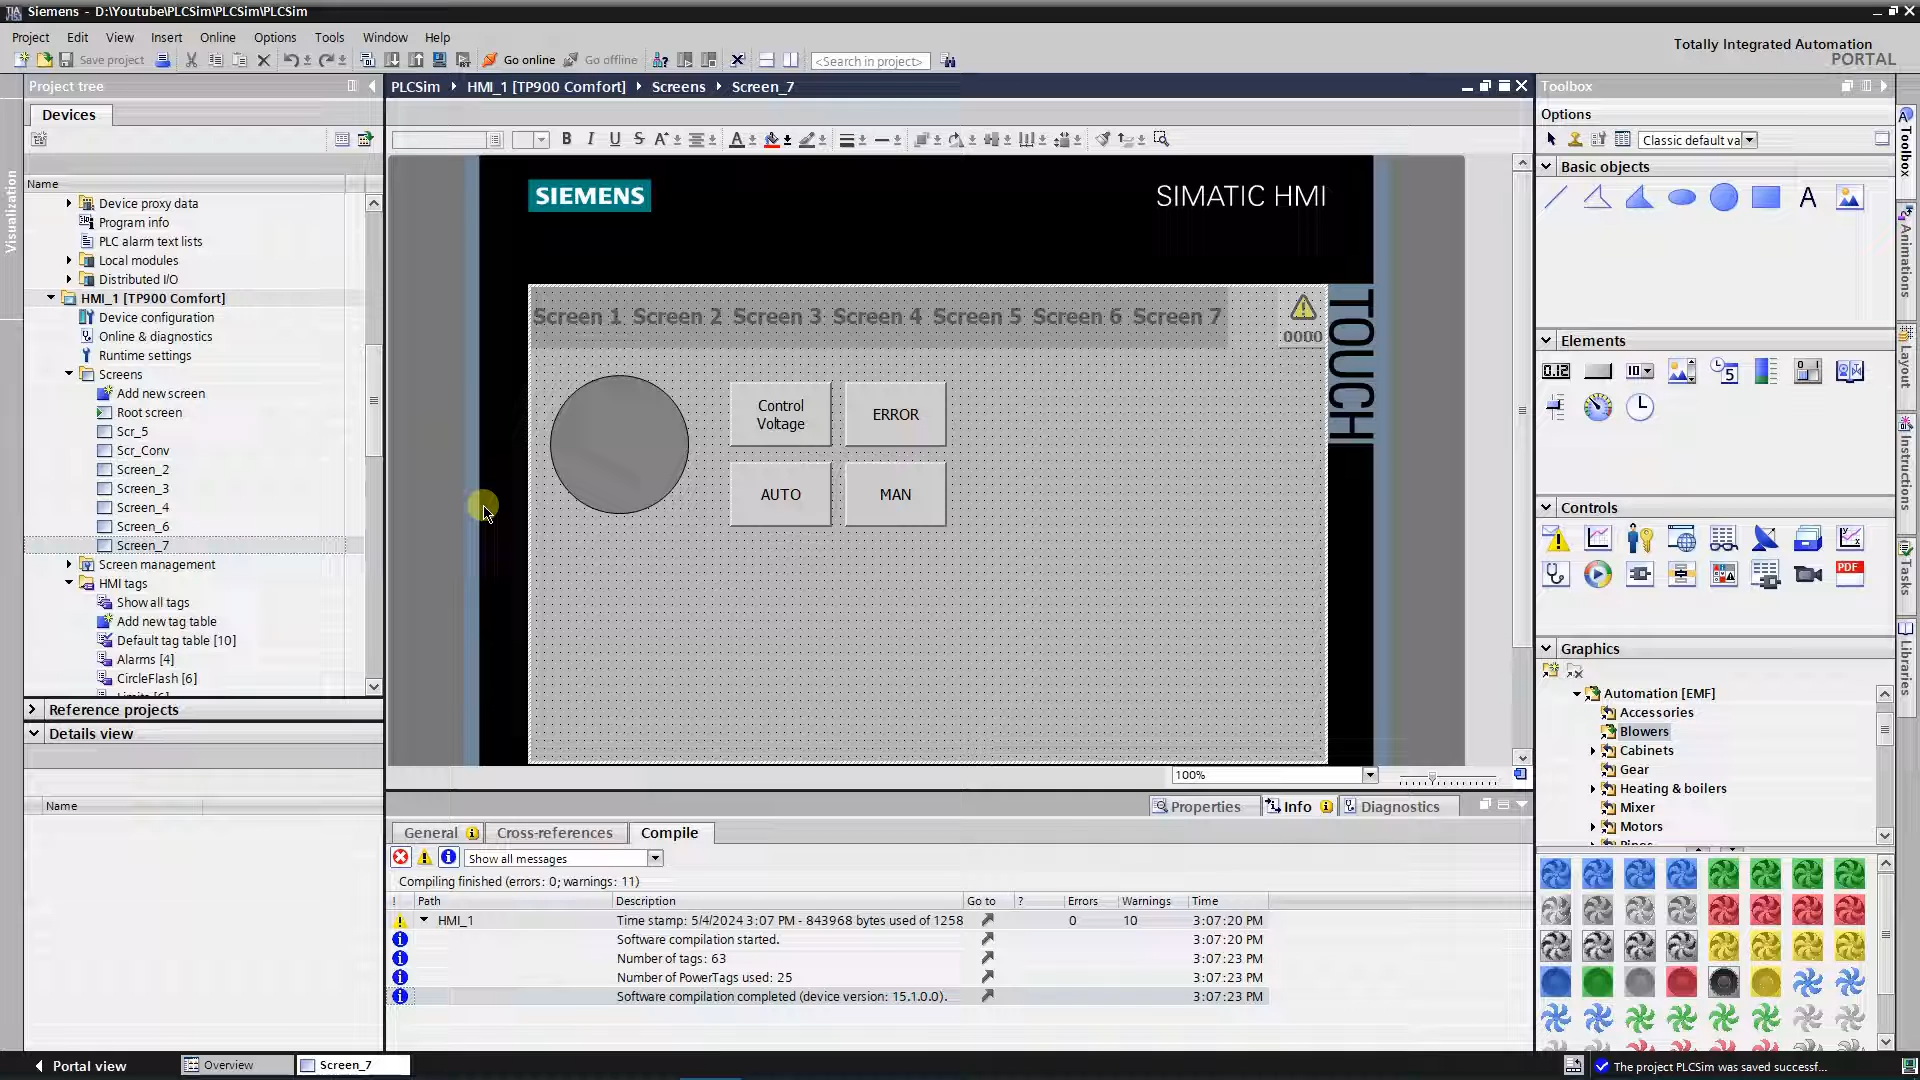 Siemens - D:\Youtube\PLCSim\PLCSim\PLCSim
Project Edit View Insert Online Options Tools Window Help
Totally Integrated Automation
PORTAL
Save project
Go online
Go offline
<Search in project>
Project tree
PLCSim HMI_1 [TP900 Comfort] Screens Screen_7
Toolbox
Devices
Options
Classic default va
Visualization
Name
Device proxy data
Program info
PLC alarm text lists
Local modules
Distributed I/O
HMI_1 [TP900 Comfort]
Device configuration
Online & diagnostics
Runtime settings
Screens
Add new screen
Root screen
Scr_5
Scr_Conv
Screen_2
Screen_3
Screen_4
Screen_6
Screen_7
Screen management
HMI tags
Show all tags
Add new tag table
Default tag table [10]
Alarms [4]
CircleFlash [6]
Reference projects
Details view
Name
B I U S
SIEMENS
SIMATIC HMI
TOUCH
Screen 1 Screen 2 Screen 3 Screen 4 Screen 5 Screen 6 Screen 7
0000
Control Voltage
ERROR
AUTO
MAN
100%
Properties Info Diagnostics
General Cross-references Compile
Show all messages
Compiling finished (errors: 0; warnings: 11)
! Path Description Go to ? Errors Warnings Time
HMI_1 Time stamp: 5/4/2024 3:07 PM - 843968 bytes used of 1258 0 10 3:07:20 PM
Software compilation started. 3:07:20 PM
Number of tags: 63 3:07:23 PM
Number of PowerTags used: 25 3:07:23 PM
Software compilation completed (device version: 15.1.0.0). 3:07:23 PM
Basic objects
A
Elements
0.12
10
5
Controls
PDF
Graphics
Automation [EMF]
Accessories
Blowers
Cabinets
Gear
Heating & boilers
Mixer
Motors
Toolbox
Animations
Layout
Instructions
Tasks
Libraries
Portal view
Overview
Screen_7
The project PLCSim was saved successf...